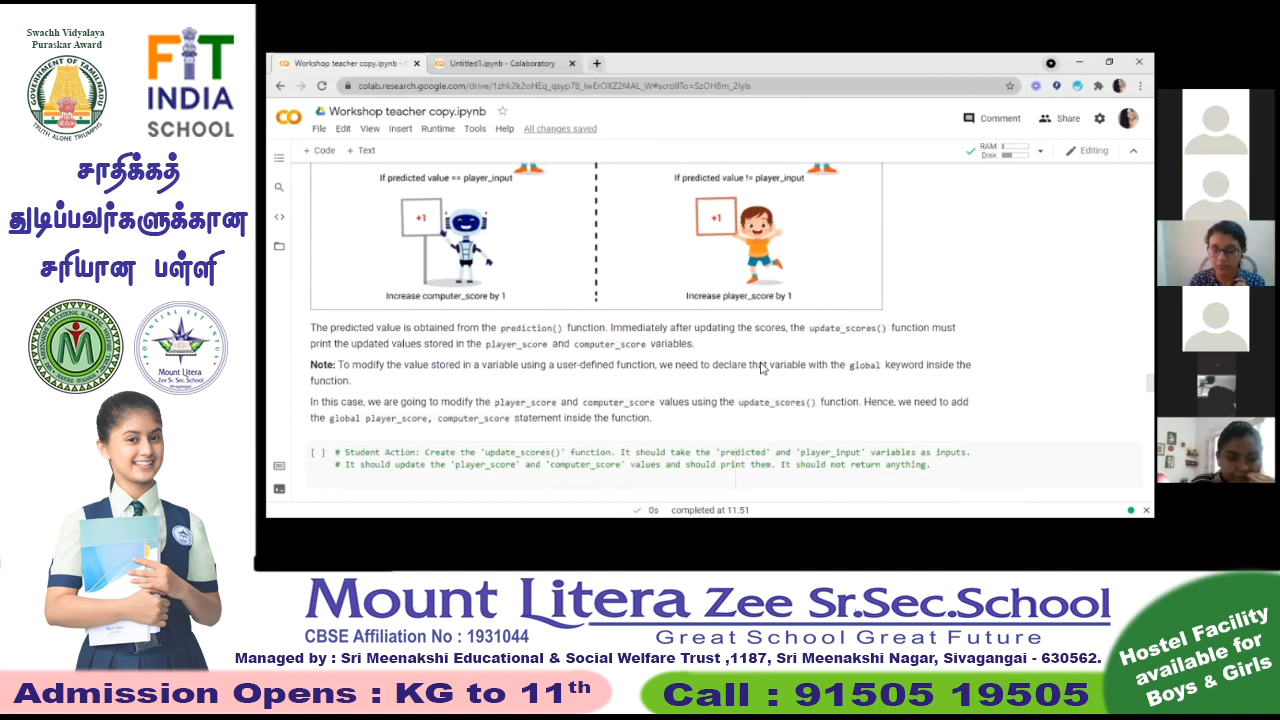 Swachh Vidyalaya
Puraskar Award
GOVERNMENT OF TAMILNADU
TRUTH ALONE TRIUMPHS
FIT
INDIA
SCHOOL
சாதிக்கத்
துடிப்பவர்களுக்கான
சரியான பள்ளி
Mount Litera
Zee Sr. Sec. School
Workshop teacher copy.ipynb -
Untitled1.ipynb - Colaboratory
Workshop teacher copy.ipynb
File Edit View Insert Runtime Tools Help All changes saved
Comment Share
+ Code + Text
RAM
Disk
Editing
If predicted value == player_input
If predicted value != player_input
+1
+1
Increase computer_score by 1
Increase player_score by 1
The predicted value is obtained from the prediction() function. Immediately after updating the scores, the update_scores() function must
print the updated values stored in the player_score and computer_score variables.
Note: To modify the value stored in a variable using a user-defined function, we need to declare that variable with the global keyword inside the
function.
In this case, we are going to modify the player_score and computer_score values using the update_scores() function. Hence, we need to add
the global player_score, computer_score statement inside the function.
[ ] # Student Action: Create the 'update_scores()' function. It should take the 'predicted' and 'player_input' variables as inputs.
# It should update the 'player_score' and 'computer_score' values and should print them. It should not return anything.
0s completed at 11:51
Mount Litera Zee Sr.Sec.School
CBSE Affiliation No : 1931044
Great School Great Future
Managed by : Sri Meenakshi Educational & Social Welfare Trust ,1187, Sri Meenakshi Nagar, Sivagangai - 630562.
Admission Opens : KG to 11th
Call : 91505 19505
Hostel Facility
available for
Boys & Girls